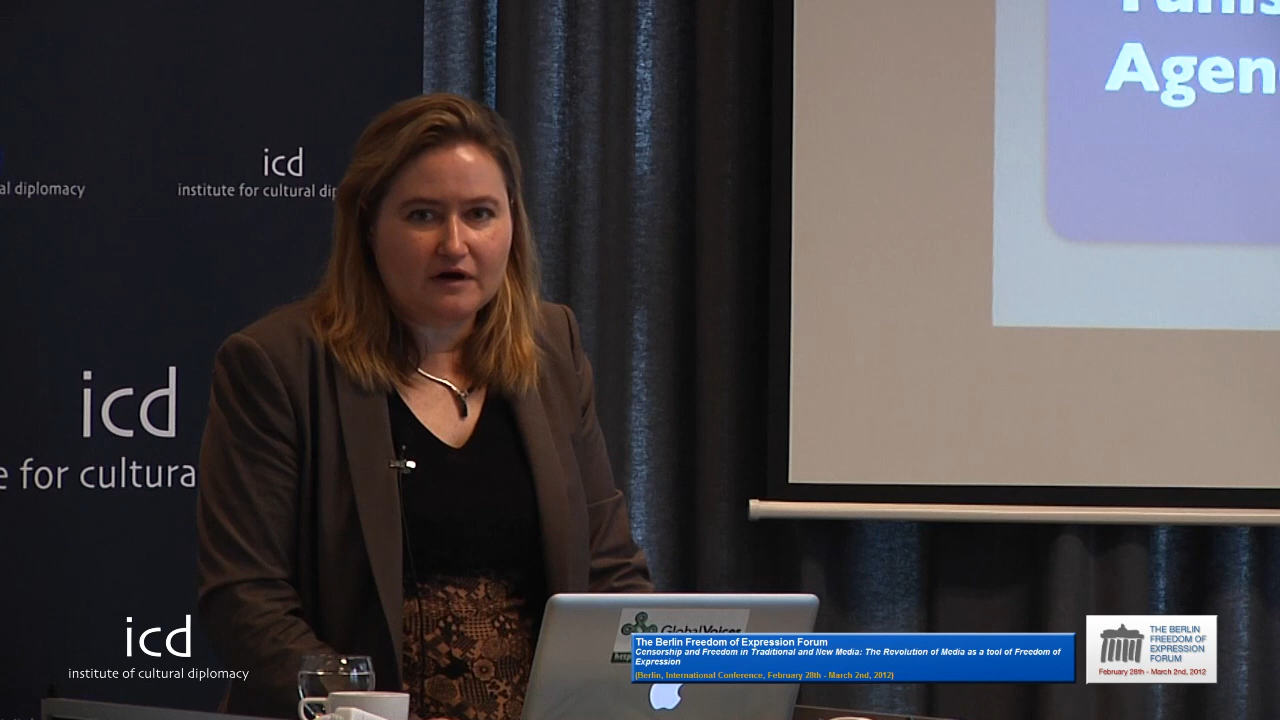 Agen
icd
al diplomacy
institute for cultural dip
icd
e for cultura
GlobalVoices
icd
institute of cultural diplomacy
The Berlin Freedom of Expression Forum
Censorship and Freedom in Traditional and New Media: The Revolution of Media as a tool of Freedom of
Expression
(Berlin, International Conference, February 28th - March 2nd, 2012)
THE BERLIN
FREEDOM OF
EXPRESSION
FORUM
February 28th - March 2nd, 2012